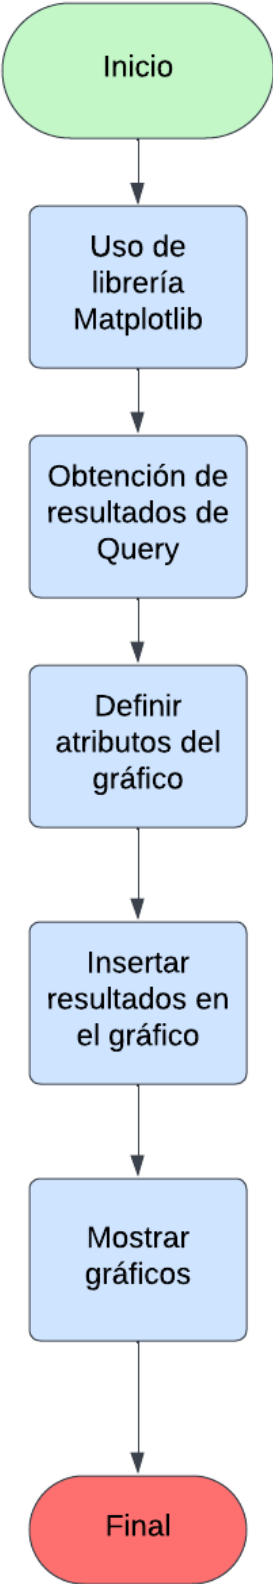 Inicio
Uso de
librería
Matplotlib
Obtención de
resultados de
Query
Definir
atributos del
gráfico
Insertar
resultados en
el gráfico
Mostrar
gráficos
Final